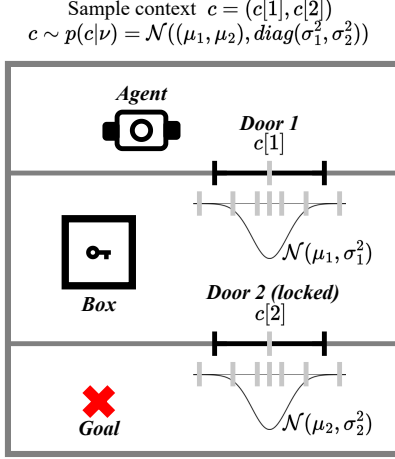 Sample context c = (c[1], c[2])
c ∼ p(c|ν) = 𝒩((μ₁, μ₂), diag(σ₁², σ₂²))
Agent
Door 1
c[1]
𝒩(μ₁, σ₁²)
Box
Door 2 (locked)
c[2]
Goal
𝒩(μ₂, σ₂²)